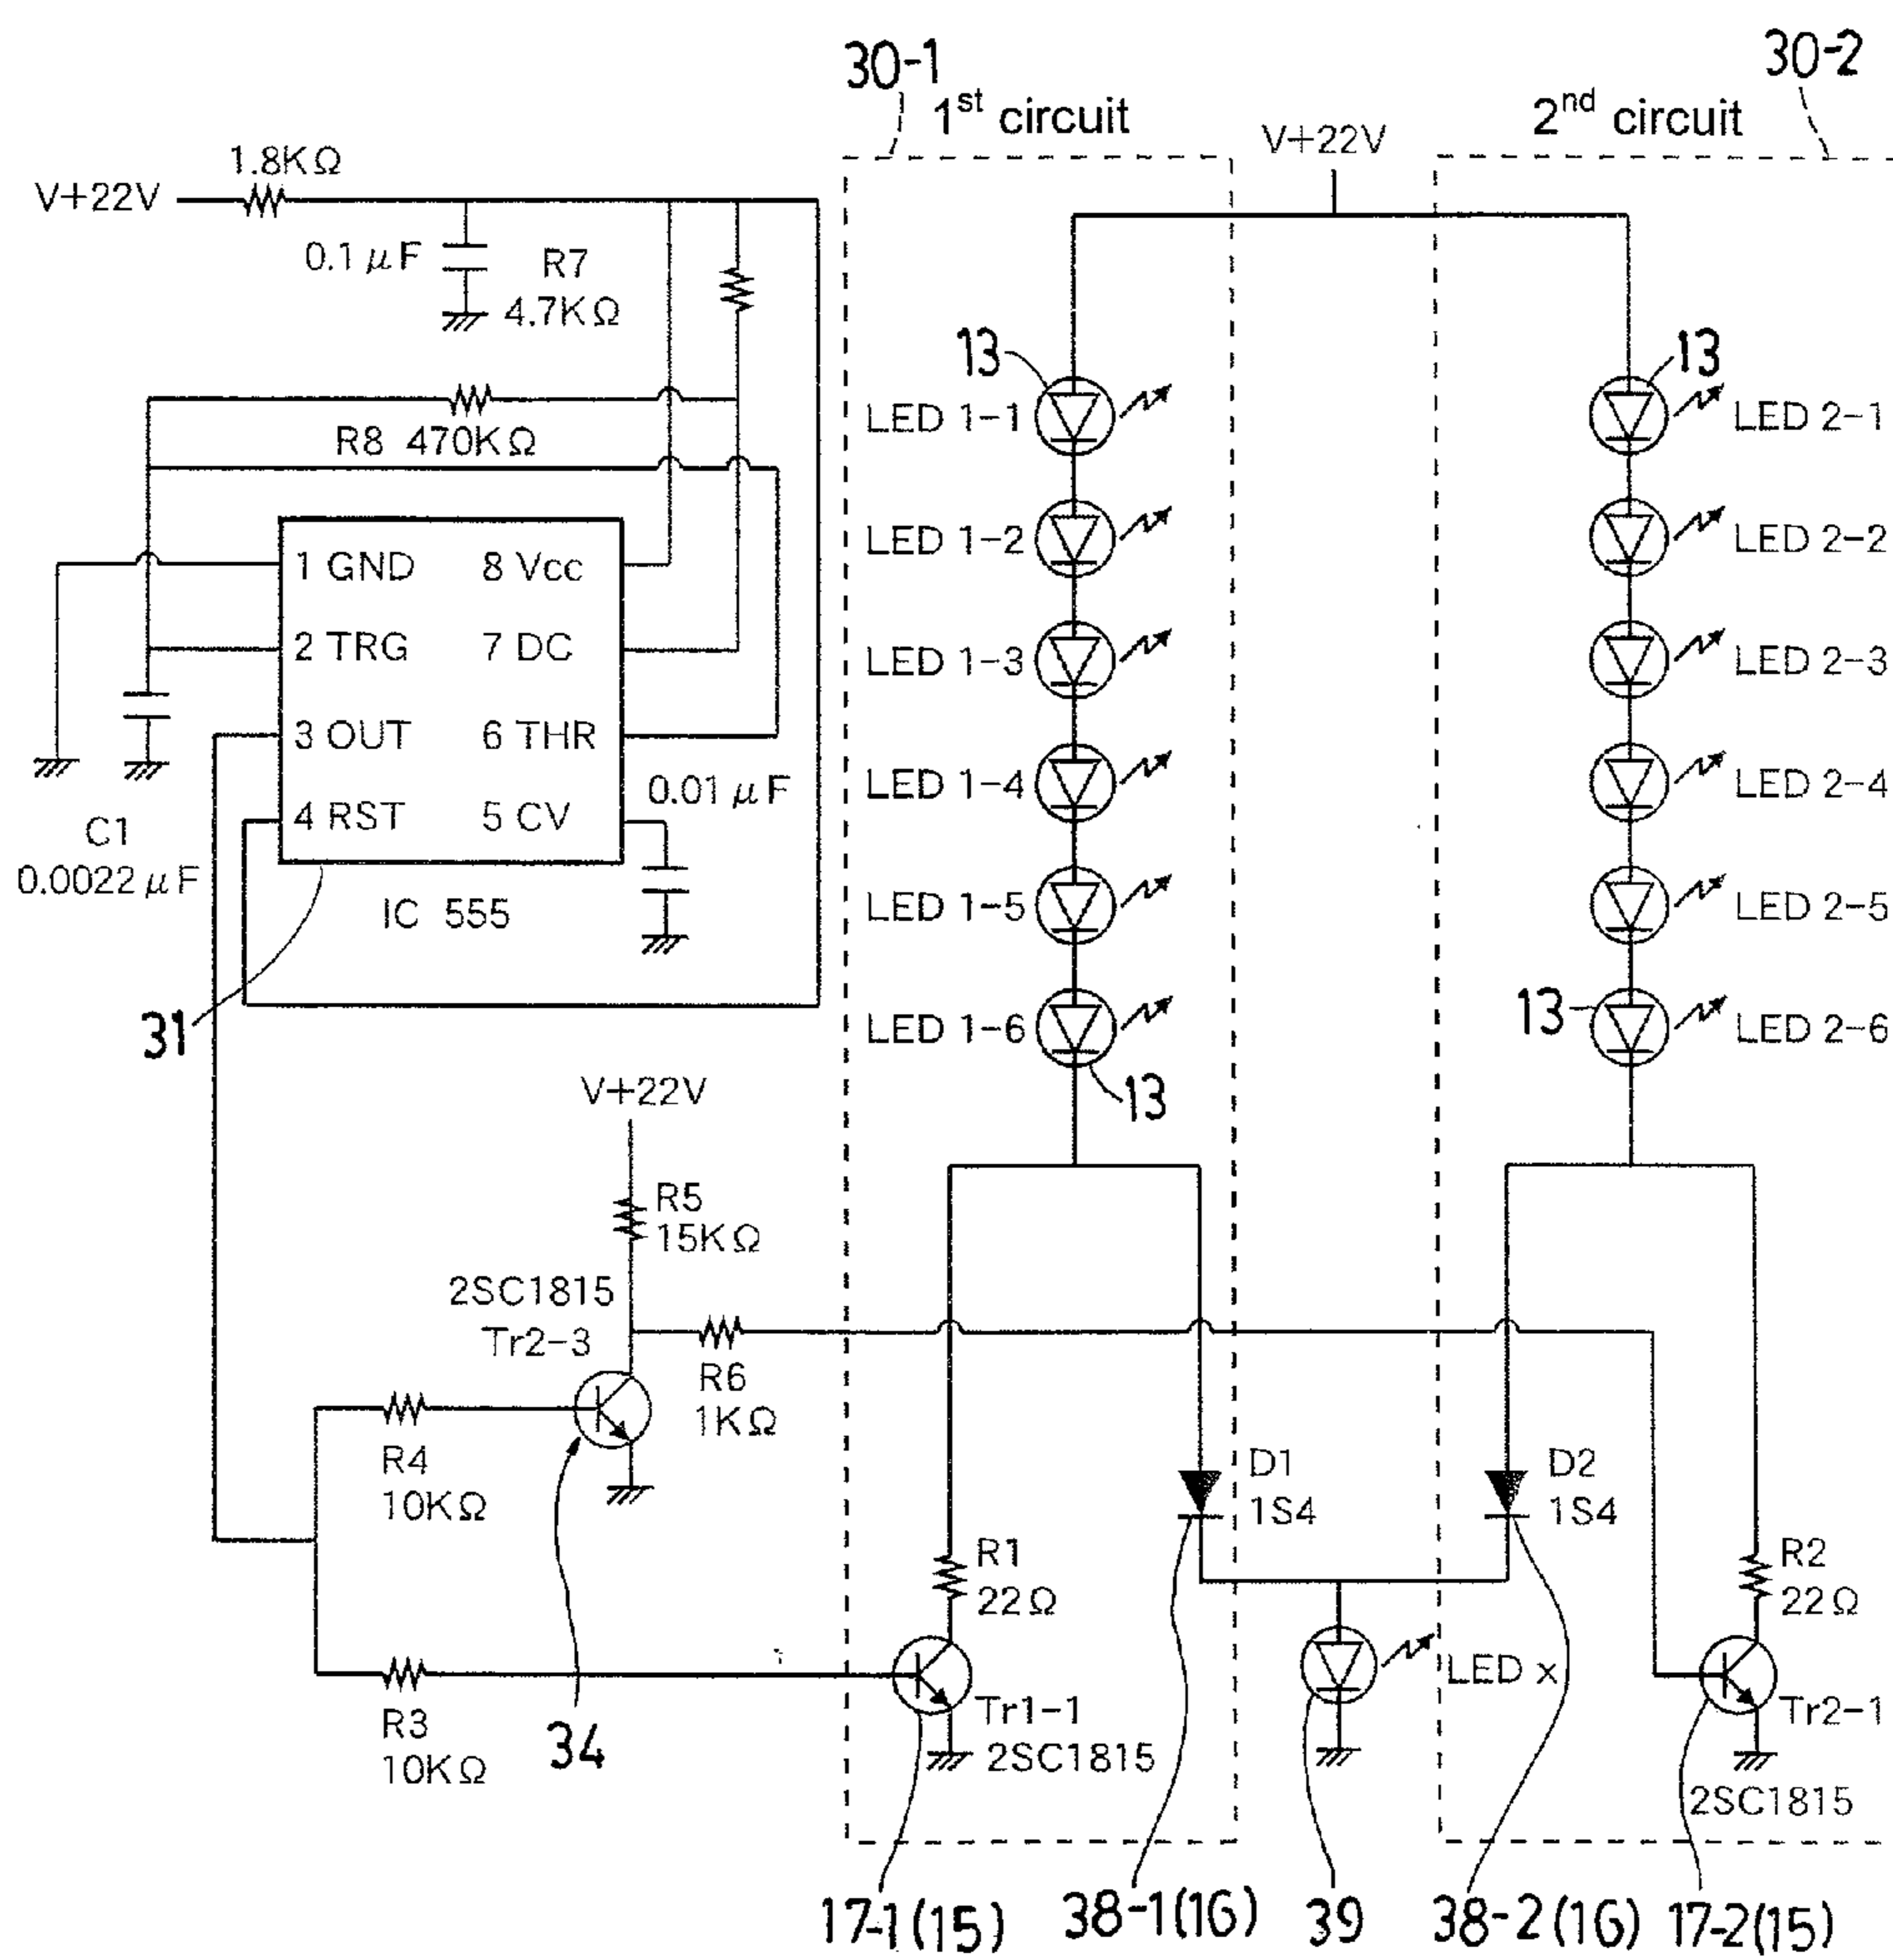 30-1
1st circuit
30-2
2nd circuit
V+22V
1.8KΩ
V+22V
0.1μF
R7
4.7KΩ
R8 470KΩ
1 GND
8 Vcc
2 TRG
7 DC
3 OUT
6 THR
4 RST
5 CV
0.01μF
C1
0.0022μF
IC 555
31
13
LED 1-1
LED 1-2
LED 1-3
LED 1-4
LED 1-5
LED 1-6
13
13
LED 2-1
LED 2-2
LED 2-3
LED 2-4
LED 2-5
13
LED 2-6
V+22V
R5
15KΩ
2SC1815
Tr2-3
R6
1KΩ
R4
10KΩ
34
R3
10KΩ
R1
22Ω
Tr1-1
2SC1815
D1
1S4
D2
1S4
LED x
R2
22Ω
Tr2-1
2SC1815
17-1(15)
38-1(16)
39
38-2(16)
17-2(15)